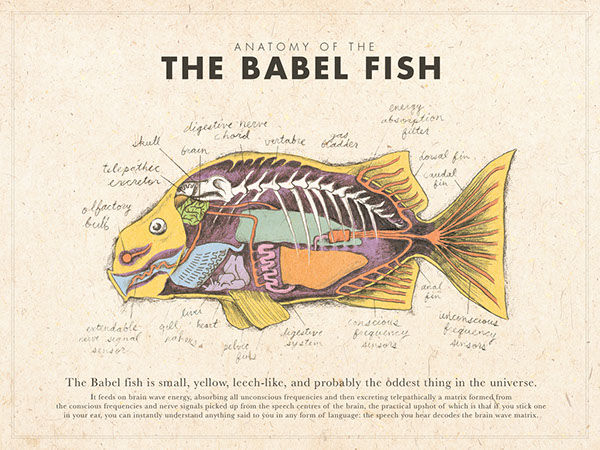 ANATOMY OF THE
THE BABEL FISH
energy
absorption
filter
digestive nerve
chord
vertabre
gas
bladder
skull
brain
dorsal fin
caudal
fin
telepathic
excretor
olfactory
bulb
anal
fin
liver
extendable
nerve signal
sensor
gill
heart
pelvic
fins
digestive
system
conscious
frequency
sensors
unconscious
frequency
sensors
The Babel fish is small, yellow, leech-like, and probably the oddest thing in the universe.
It feeds on brain wave energy, absorbing all unconscious frequencies and then excreting telepathically a matrix formed from
the conscious frequencies and nerve signals picked up from the speech centres of the brain, the practical upshot of which is that if you stick one
in your ear, you can instantly understand anything said to you in any form of language: the speech you hear decodes the brain wave matrix.